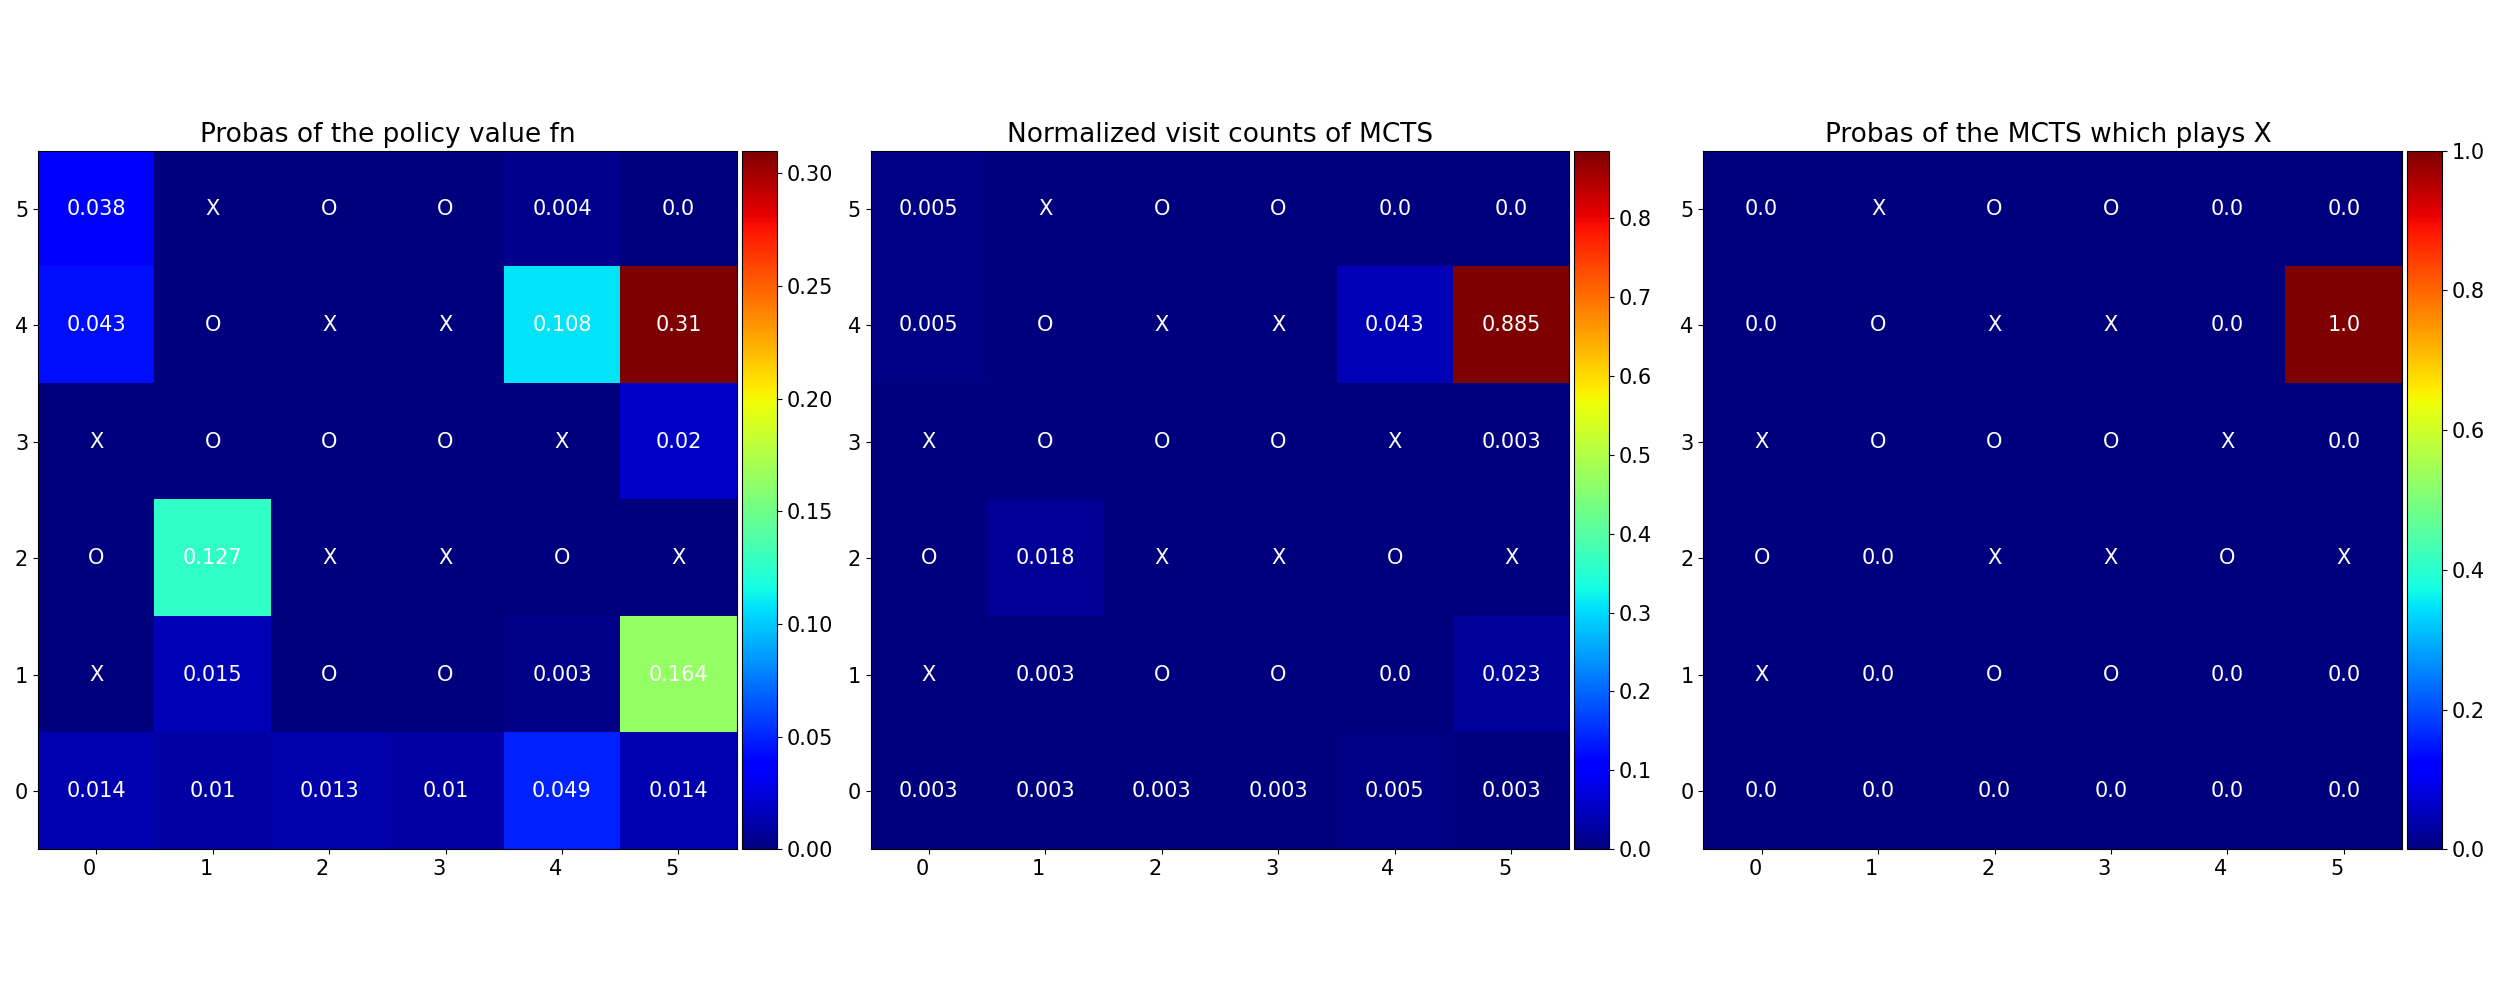 Probas of the policy value fn
5 0.038 X O O 0.004 0.0
4 0.043 O X X 0.108 0.31
3 X O O O X 0.02
2 O 0.127 X X O X
1 X 0.015 O O 0.003 0.164
0 0.014 0.01 0.013 0.01 0.049 0.014
0 1 2 3 4 5
0.30
0.25
0.20
0.15
0.10
0.05
0.00
Normalized visit counts of MCTS
5 0.005 X O O 0.0 0.0
4 0.005 O X X 0.043 0.885
3 X O O O X 0.003
2 O 0.018 X X O X
1 X 0.003 O O 0.0 0.023
0 0.003 0.003 0.003 0.003 0.005 0.003
0 1 2 3 4 5
0.8
0.7
0.6
0.5
0.4
0.3
0.2
0.1
0.0
Probas of the MCTS which plays X
5 0.0 X O O 0.0 0.0
4 0.0 O X X 0.0 1.0
3 X O O O X 0.0
2 O 0.0 X X O X
1 X 0.0 O O 0.0 0.0
0 0.0 0.0 0.0 0.0 0.0 0.0
0 1 2 3 4 5
1.0
0.8
0.6
0.4
0.2
0.0